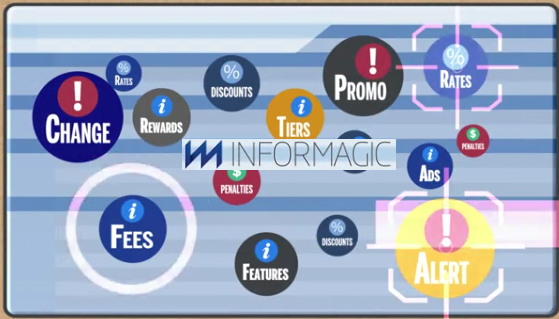 !
PROMO
%
RATES
%
RATES
%
DISCOUNTS
!
CHANGE
i
REWARDS
i
TIERS
INFORMAGIC
$
PENALTIES
i
ADS
$
PENALTIES
i
FEES
i
FEATURES
%
DISCOUNTS
!
ALERT